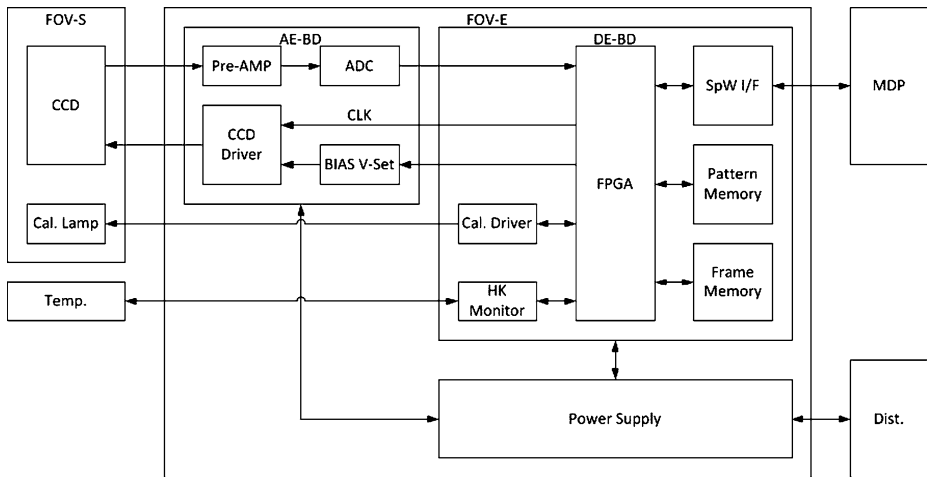 FOV-S
FOV-E
AE-BD
DE-BD
CCD
Pre-AMP
ADC
SpW I/F
MDP
CLK
CCD
Driver
BIAS V-Set
FPGA
Pattern
Memory
Cal. Lamp
Cal. Driver
Temp.
HK
Monitor
Frame
Memory
Power Supply
Dist.